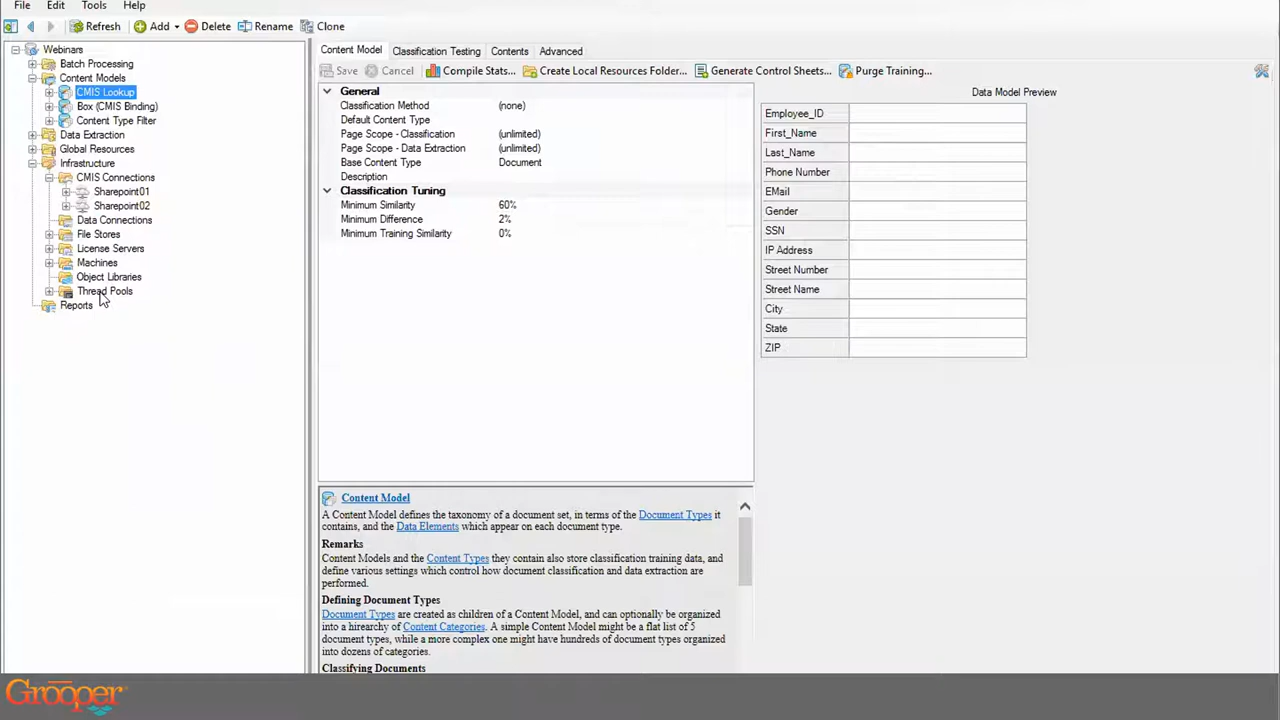 File Edit Tools Help
Refresh Add Delete Rename Clone
Webinars
Batch Processing
Content Models
CMIS Lookup
Box (CMIS Binding)
Content Type Filter
Data Extraction
Global Resources
Infrastructure
CMIS Connections
Sharepoint01
Sharepoint02
Data Connections
File Stores
License Servers
Machines
Object Libraries
Thread Pools
Reports
Content Model Classification Testing Contents Advanced
Save Cancel Compile Stats... Create Local Resources Folder... Generate Control Sheets... Purge Training...
General
Classification Method (none)
Default Content Type
Page Scope - Classification (unlimited)
Page Scope - Data Extraction (unlimited)
Base Content Type Document
Description
Classification Tuning
Minimum Similarity 60%
Minimum Difference 2%
Minimum Training Similarity 0%
Content Model
A Content Model defines the taxonomy of a document set, in terms of the Document Types it
contains, and the Data Elements which appear on each document type.
Remarks
Content Models and the Content Types they contain also store classification training data, and
define various settings which control how document classification and data extraction are
performed.
Defining Document Types
Document Types are created as children of a Content Model, and can optionally be organized
into a hirearchy of Content Categories. A simple Content Model might be a flat list of 5
document types, while a more complex one might have hundreds of document types organized
into dozens of categories.
Classifying Documents
Data Model Preview
Employee_ID
First_Name
Last_Name
Phone Number
EMail
Gender
SSN
IP Address
Street Number
Street Name
City
State
ZIP
Grooper